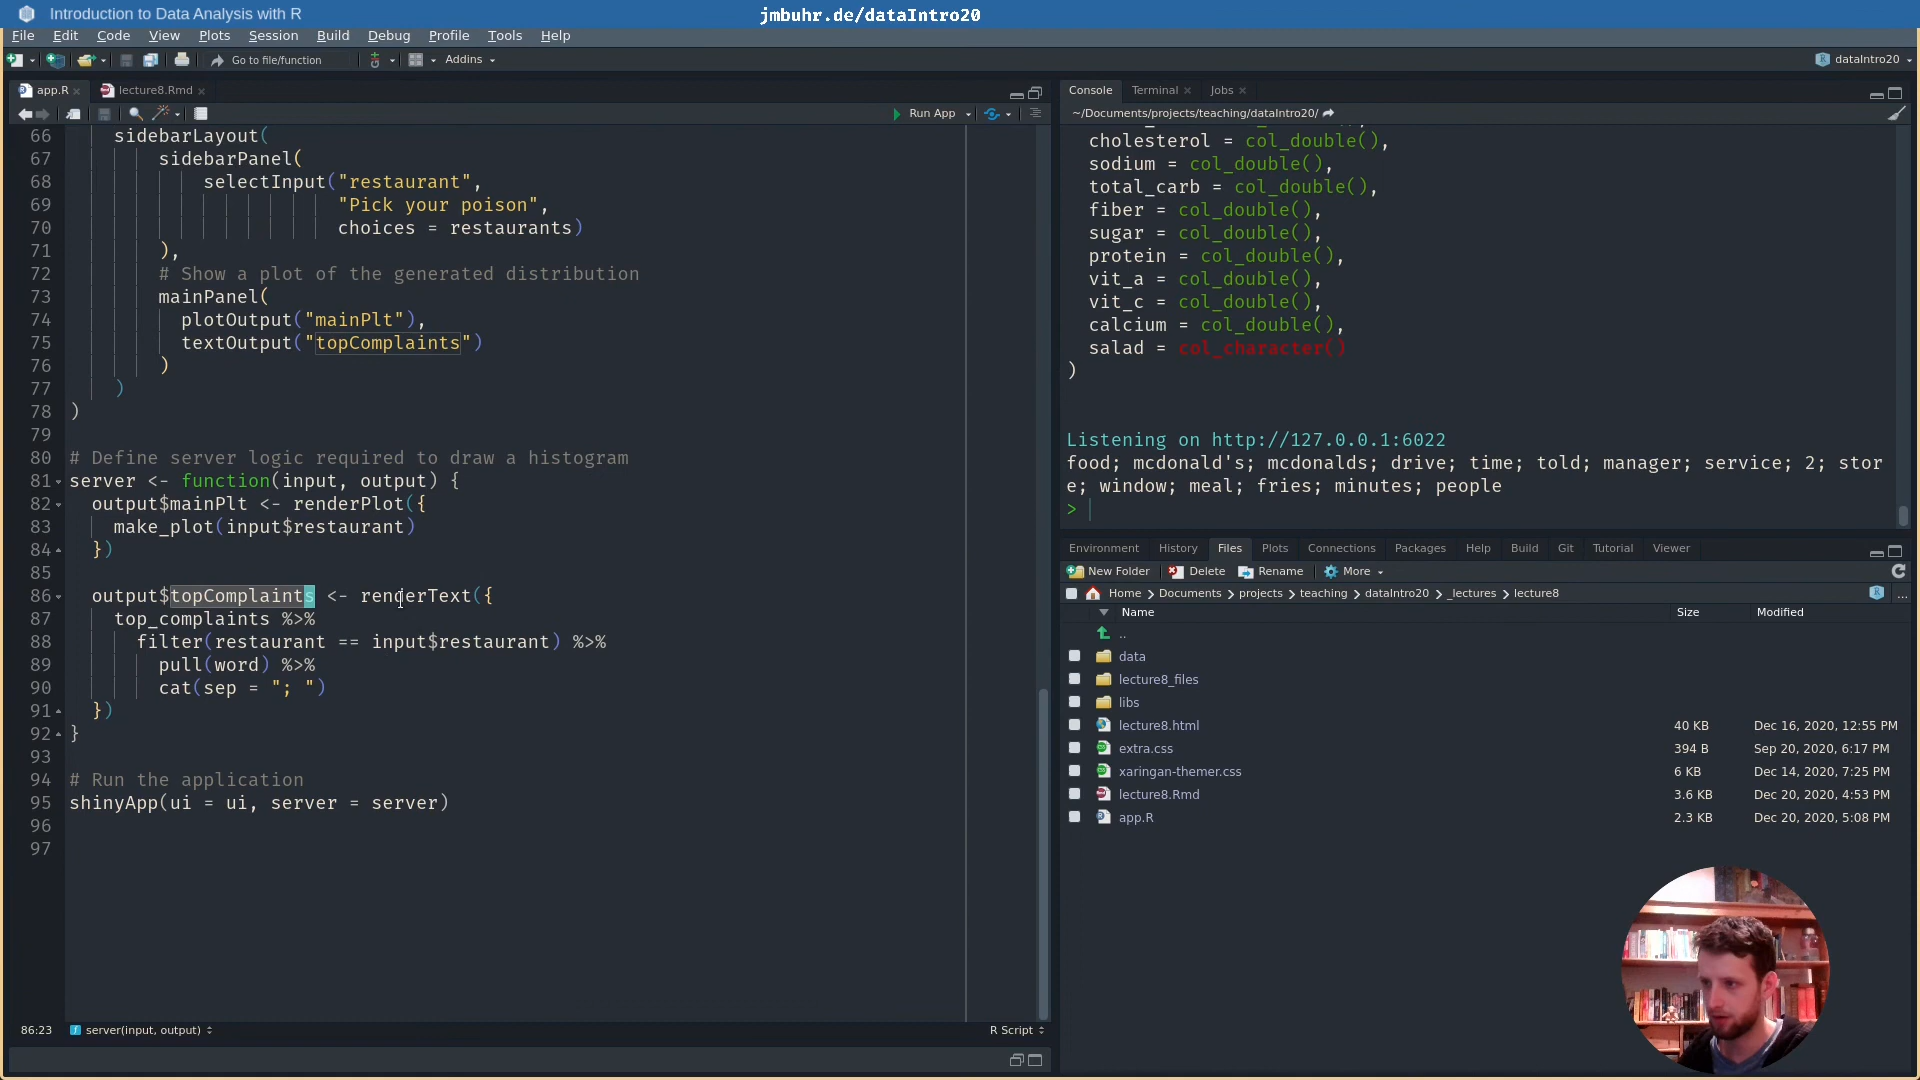 Introduction to Data Analysis with R
jmbuhr.de/dataIntro20
File Edit Code View Plots Session Build Debug Profile Tools Help
Go to file/function Addins dataIntro20
app.R lecture8.Rmd
Run App
66 sidebarLayout(
67 sidebarPanel(
68 selectInput("restaurant",
69 "Pick your poison",
70 choices = restaurants)
71 ),
72 # Show a plot of the generated distribution
73 mainPanel(
74 plotOutput("mainPlt"),
75 textOutput("topComplaints")
76 )
77 )
78 )
79
80 # Define server logic required to draw a histogram
81 server <- function(input, output) {
82 output$mainPlt <- renderPlot({
83 make_plot(input$restaurant)
84 })
85
86 output$topComplaints <- renderText({
87 top_complaints %>%
88 filter(restaurant == input$restaurant) %>%
89 pull(word) %>%
90 cat(sep = "; ")
91 })
92 }
93
94 # Run the application
95 shinyApp(ui = ui, server = server)
96
97
86:23 server(input, output) R Script
Console Terminal Jobs
~/Documents/projects/teaching/dataIntro20/
cholesterol = col_double(),
sodium = col_double(),
total_carb = col_double(),
fiber = col_double(),
sugar = col_double(),
protein = col_double(),
vit_a = col_double(),
vit_c = col_double(),
calcium = col_double(),
salad = col_character()
)
Listening on http://127.0.0.1:6022
food; mcdonald's; mcdonalds; drive; time; told; manager; service; 2; stor
e; window; meal; fries; minutes; people
>
Environment History Files Plots Connections Packages Help Build Git Tutorial Viewer
New Folder Delete Rename More
Home Documents projects teaching dataIntro20 _lectures lecture8 ...
Name Size Modified
..
data
lecture8_files
libs
lecture8.html 40 KB Dec 16, 2020, 12:55 PM
extra.css 394 B Sep 20, 2020, 6:17 PM
xaringan-themer.css 6 KB Dec 14, 2020, 7:25 PM
lecture8.Rmd 3.6 KB Dec 20, 2020, 4:53 PM
app.R 2.3 KB Dec 20, 2020, 5:08 PM